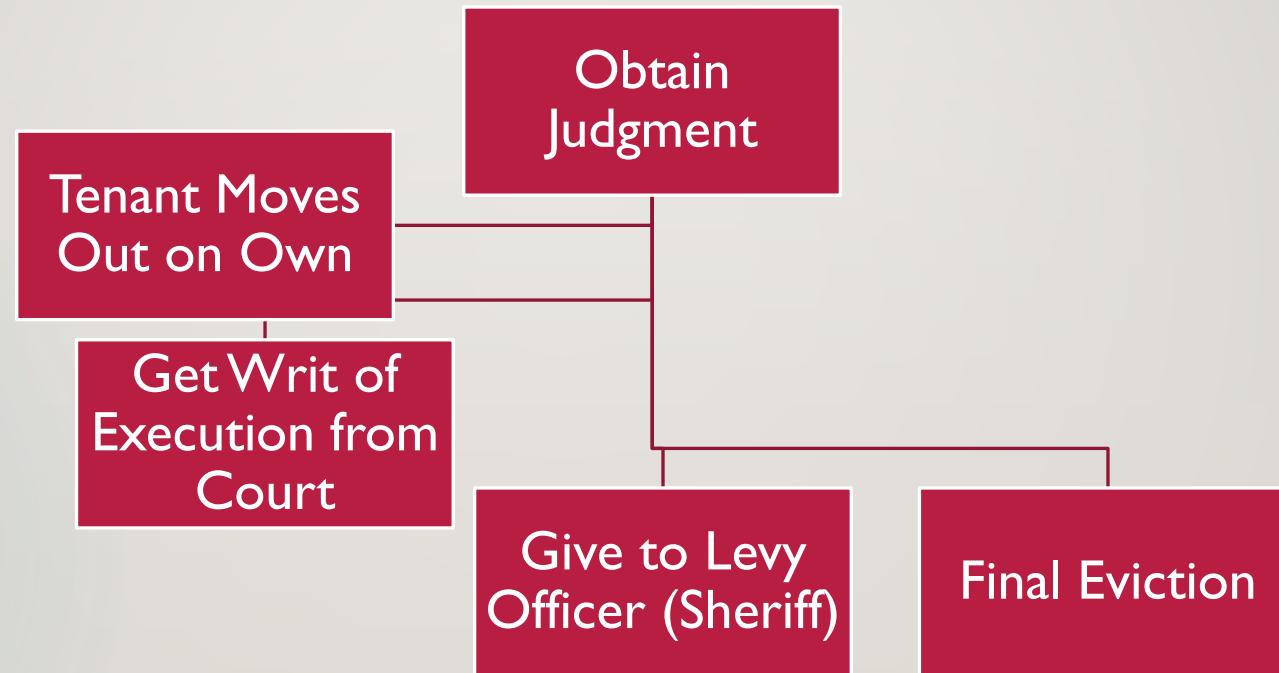 Obtain
Judgment
Tenant Moves
Out on Own
Get Writ of
Execution from
Court
Give to Levy
Officer (Sheriff)
Final Eviction